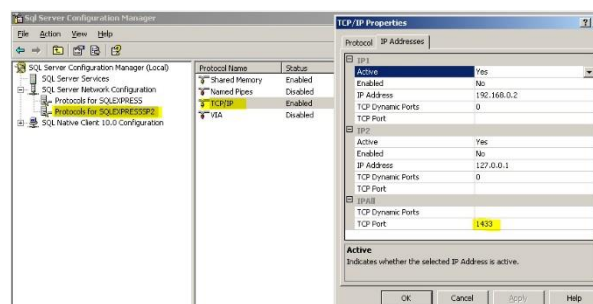 Sql Server Configuration Manager
File Action View Help
SQL Server Configuration Manager (Local)
SQL Server Services
SQL Server Network Configuration
Protocols for SQLEXPRESS
Protocols for SQLEXPRESSSP2
SQL Native Client 10.0 Configuration
Protocol Name Status
Shared Memory Enabled
Named Pipes Disabled
TCP/IP Enabled
VIA Disabled
TCP/IP Properties
Protocol IP Addresses
IP1
Active Yes
Enabled No
IP Address 192.168.0.2
TCP Dynamic Ports 0
TCP Port
IP2
Active Yes
Enabled No
IP Address 127.0.0.1
TCP Dynamic Ports 0
TCP Port
IPAll
TCP Dynamic Ports
TCP Port 1433
Active
Indicates whether the selected IP Address is active.
OK Cancel Apply Help